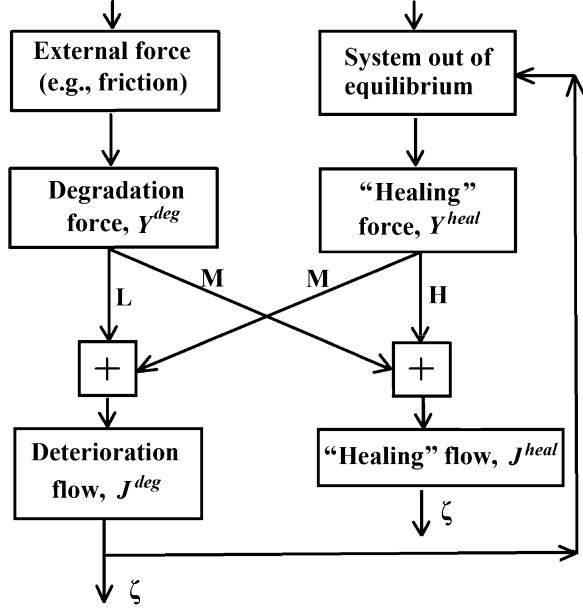 External force
(e.g., friction)
System out of
equilibrium
Degradation
force, Y^deg
“Healing”
force, Y^heal
L
M
M
H
+
+
Deterioration
flow, J^deg
“Healing” flow, J^heal
ζ
ζ